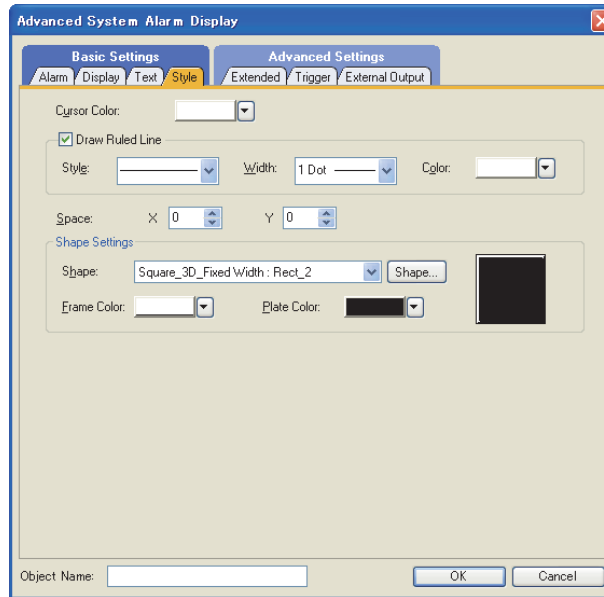 Advanced System Alarm Display
Basic Settings Advanced Settings
Alarm Display Text Style Extended Trigger External Output
Cursor Color:
Draw Ruled Line
Style: Width: 1 Dot Color:
Space: X 0 Y 0
Shape Settings
Shape: Square_3D_Fixed Width : Rect_2 Shape...
Frame Color: Plate Color:
Object Name: OK Cancel